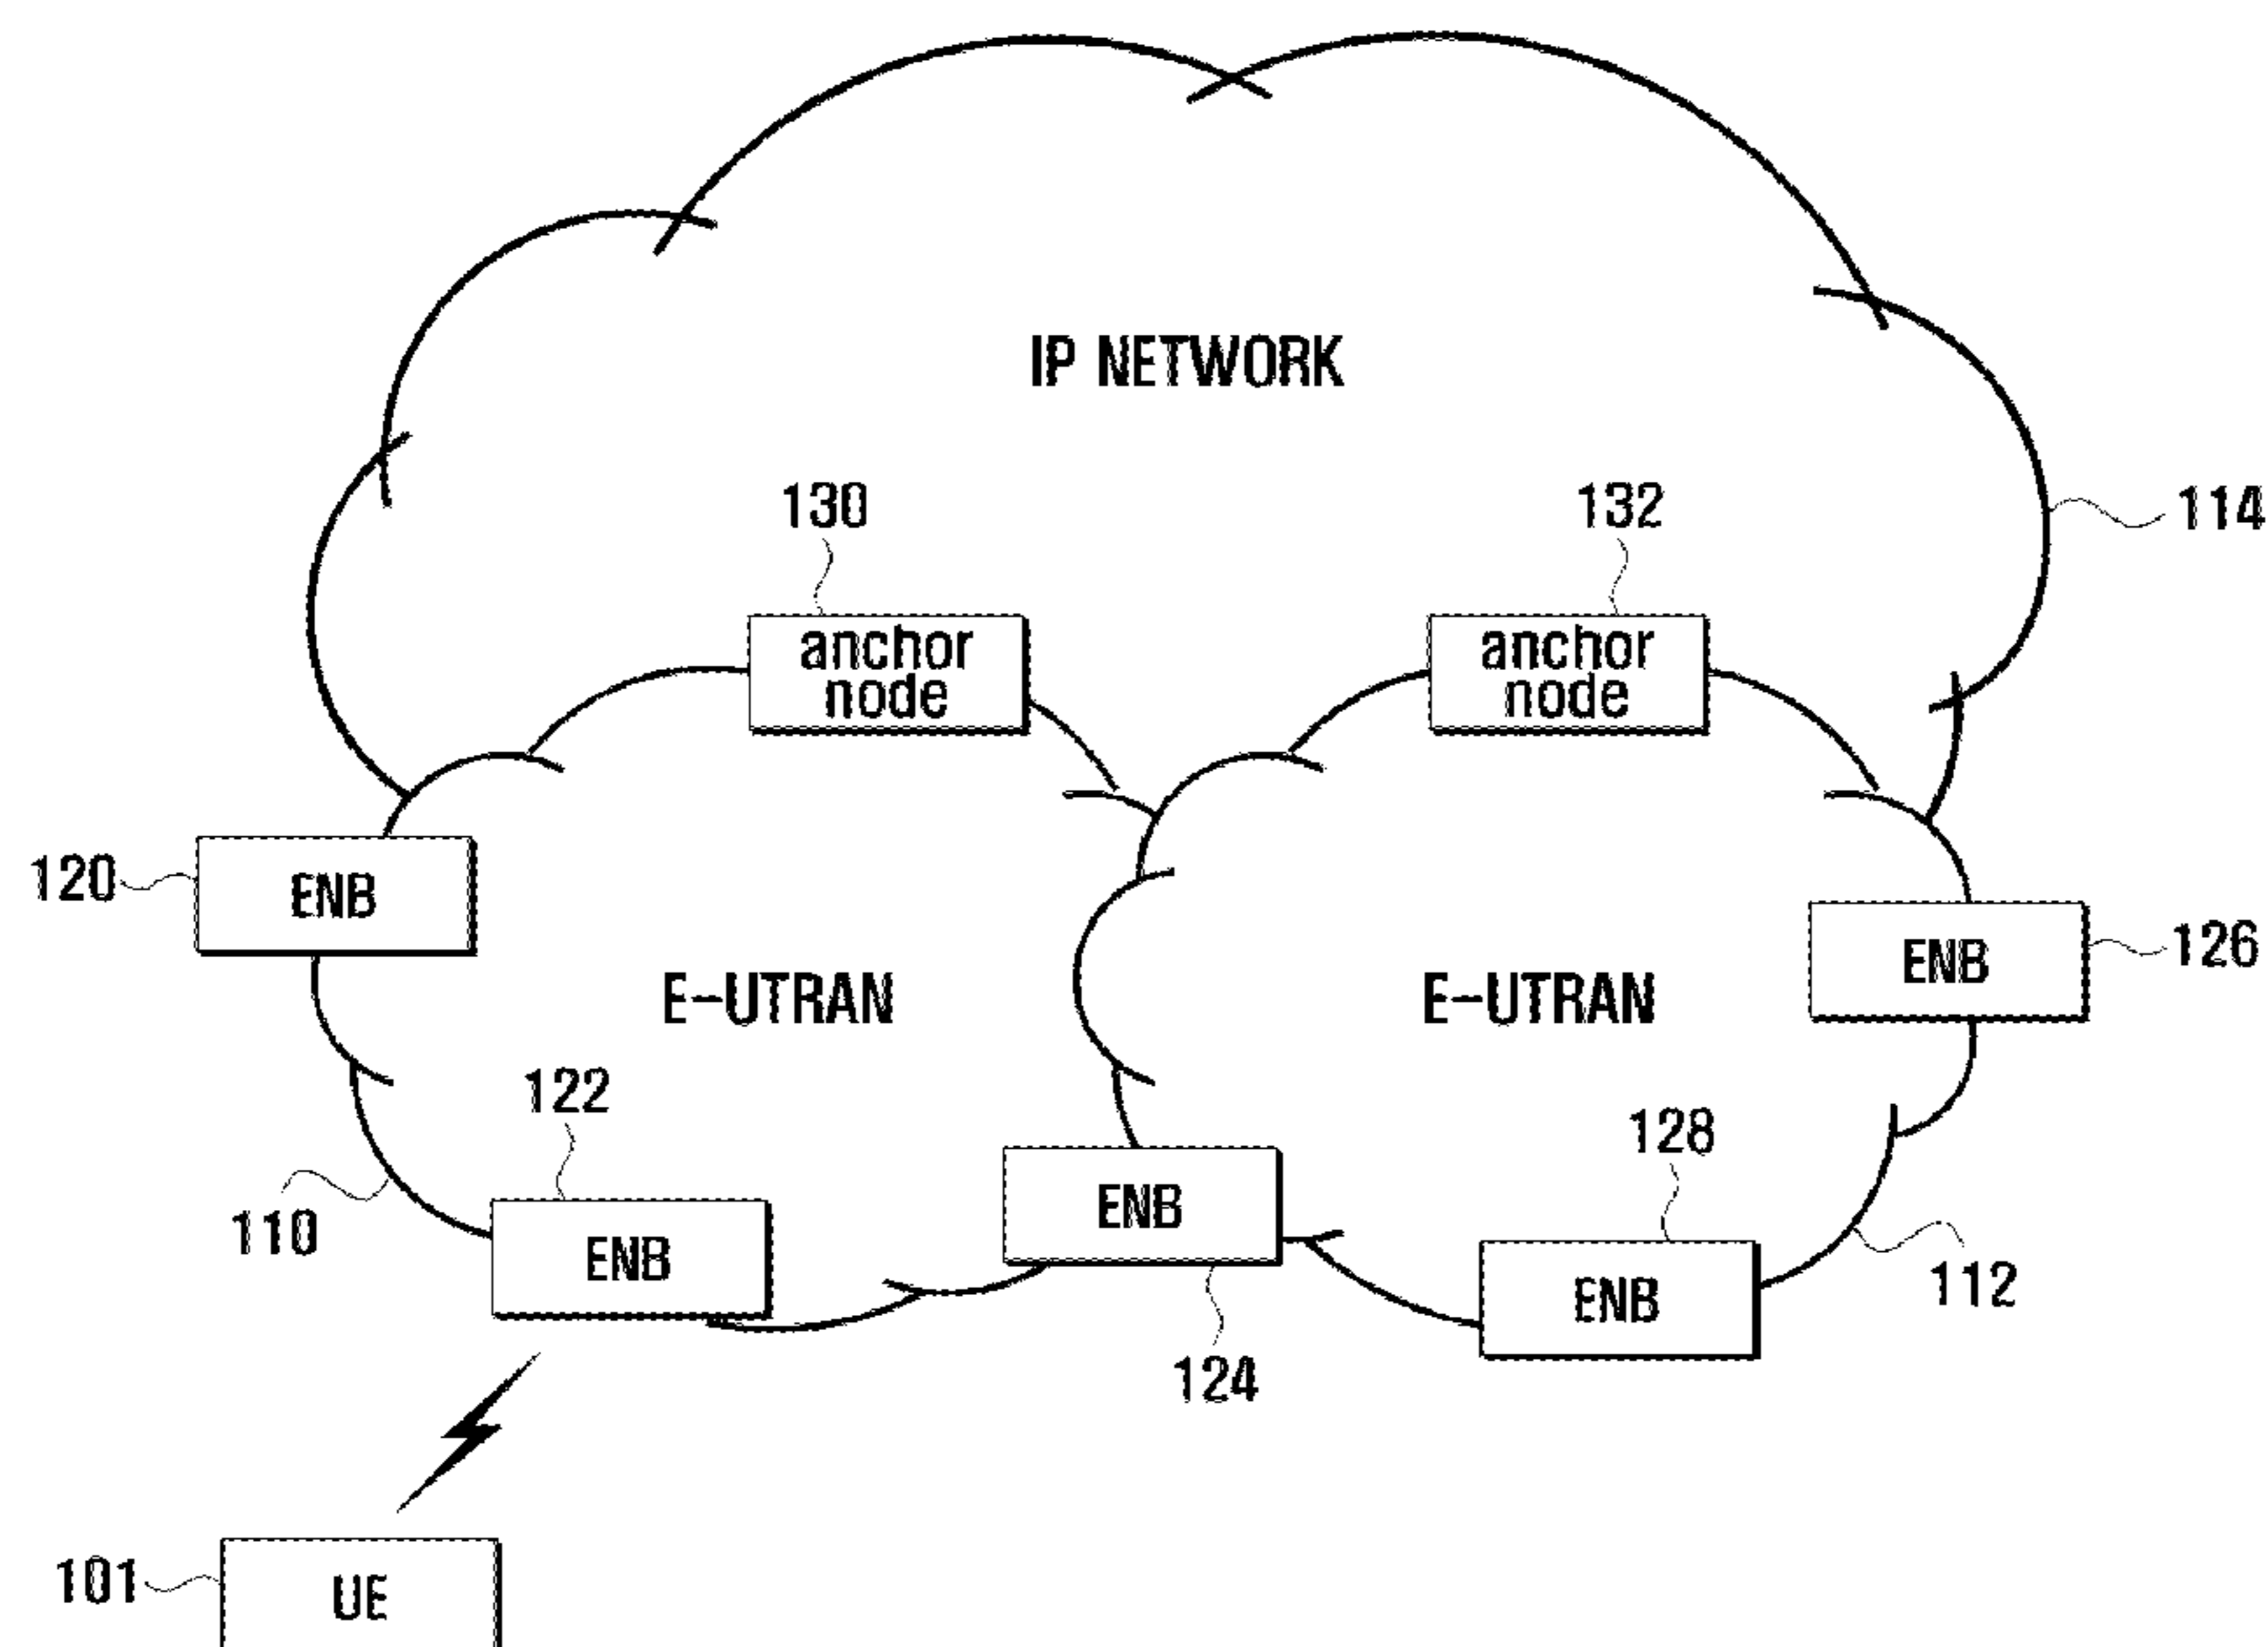 IP NETWORK
130
132
114
anchor
node
anchor
node
120
ENB
ENB
126
E-UTRAN
E-UTRAN
122
128
ENB
110
ENB
ENB
112
124
101
UE